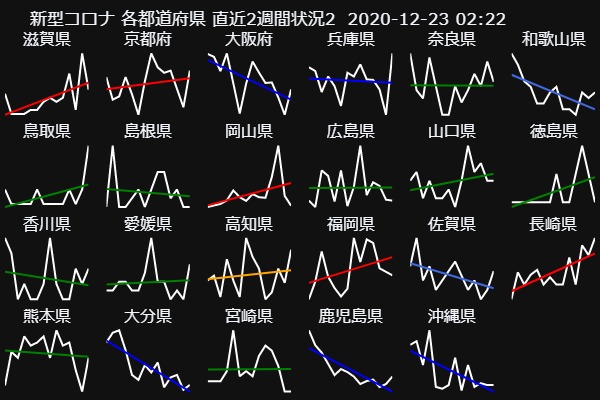 新型コロナ 各都道府県 直近2週間状況2 2020-12-23 02:22
滋賀県 京都府 大阪府 兵庫県 奈良県 和歌山県
鳥取県 島根県 岡山県 広島県 山口県 徳島県
香川県 愛媛県 高知県 福岡県 佐賀県 長崎県
熊本県 大分県 宮崎県 鹿児島県 沖縄県